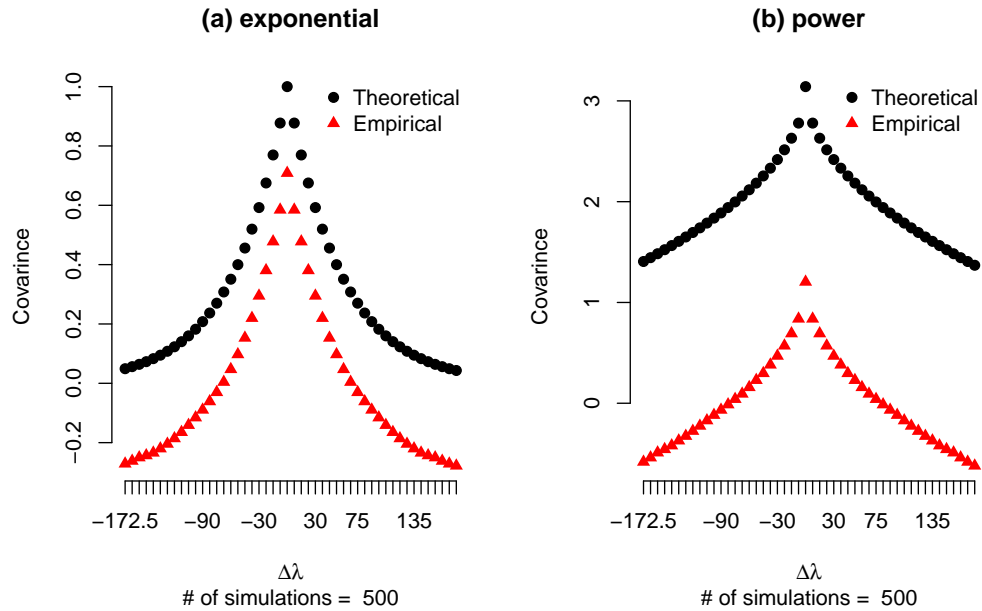 (a) exponential
Theoretical
Empirical
Covarince
1.0
0.8
0.6
0.4
0.2
0.0
−0.2
−172.5 −90 −30 30 75 135
Δλ
# of simulations = 500
(b) power
Theoretical
Empirical
Covarince
3
2
1
0
−172.5 −90 −30 30 75 135
Δλ
# of simulations = 500